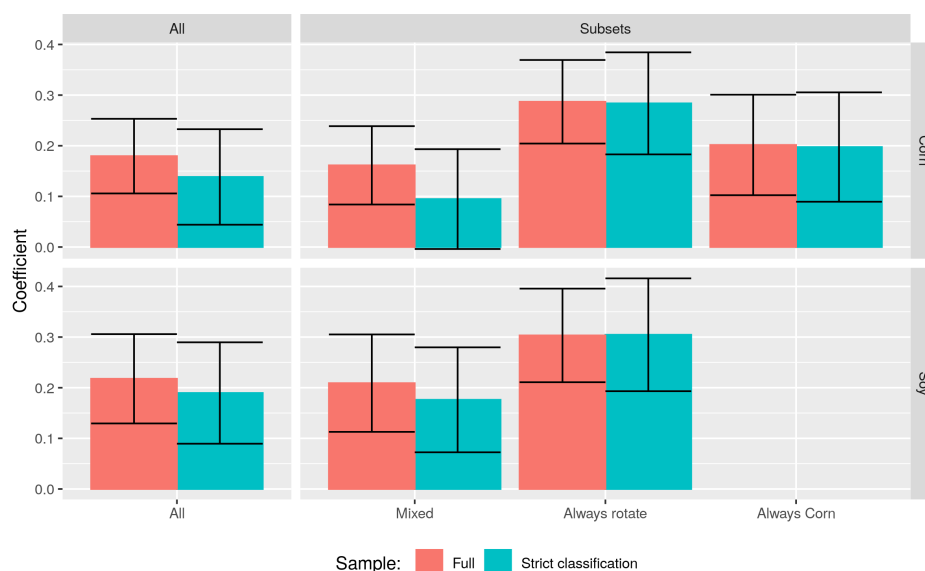 All Subsets
0.4
0.3
0.2
0.1
0.0
Corn
0.4
0.3
0.2
0.1
0.0
Soy
Coefficient
All Mixed Always rotate Always Corn
Sample: Full Strict classification